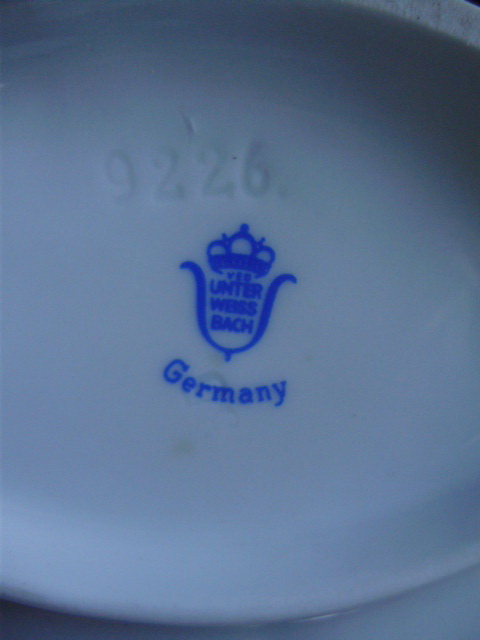 9226.
VEB
UNTER
WEISS
BACH
Germany